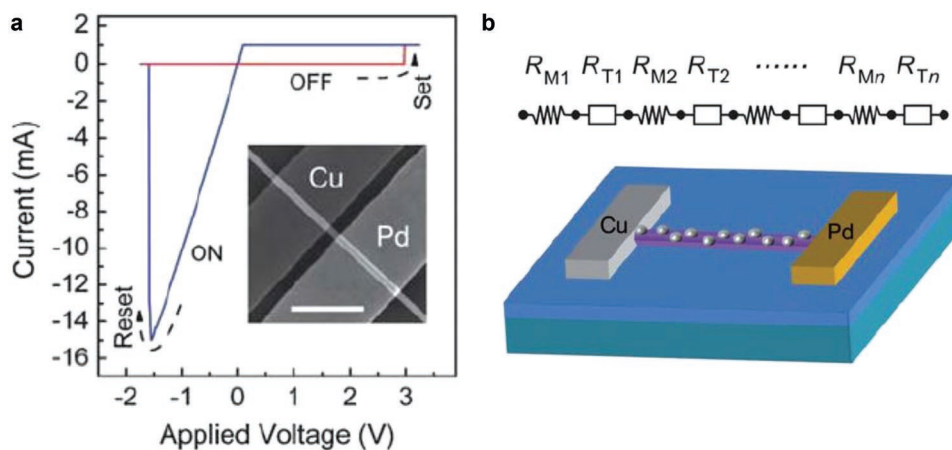 a
2
0
-2
-4
-6
-8
-10
-12
-14
-16
Current (mA)
-2 -1 0 1 2 3
Applied Voltage (V)
OFF
Set
ON
Reset
Cu
Pd
b
RM1 RT1 RM2 RT2 ...... RMn RTn
Cu
Pd